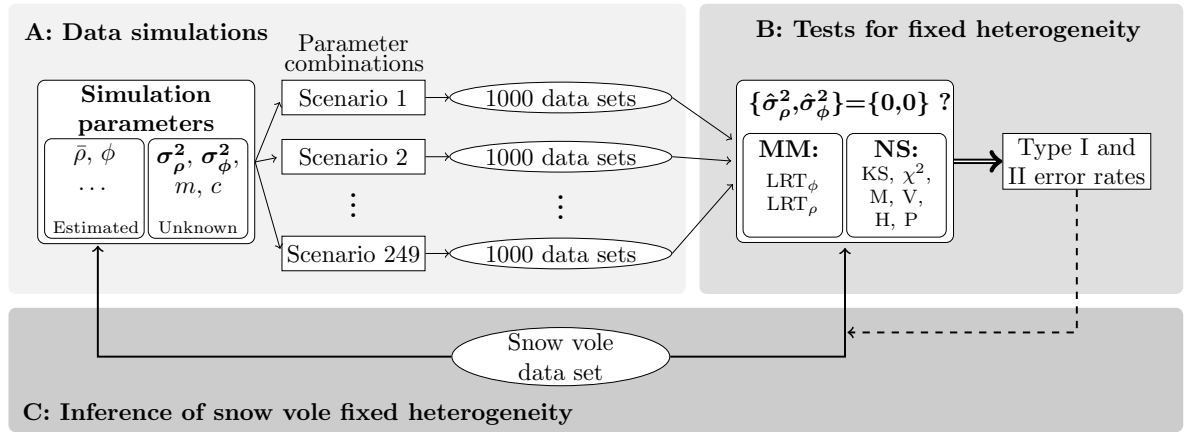 A: Data simulations
Parameter
combinations
Simulation
parameters
ρ̄, ϕ
...
Estimated
σ²ρ, σ²ϕ,
m, c
Unknown
Scenario 1
Scenario 2
⋮
Scenario 249
1000 data sets
1000 data sets
⋮
1000 data sets
B: Tests for fixed heterogeneity
{σ̂²ρ,σ̂²ϕ}={0,0} ?
MM:
LRTϕ
LRTρ
NS:
KS, χ²,
M, V,
H, P
Type I and
II error rates
Snow vole
data set
C: Inference of snow vole fixed heterogeneity